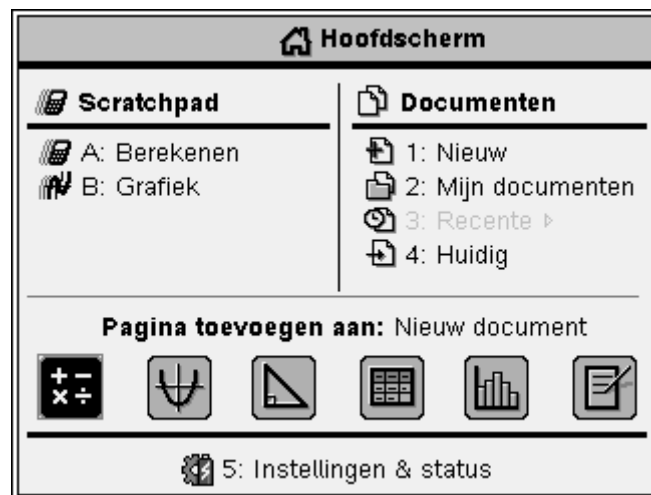 Hoofdscherm
Scratchpad
A: Berekenen
B: Grafiek
Documenten
1: Nieuw
2: Mijn documenten
3: Recente ▹
4: Huidig
Pagina toevoegen aan: Nieuw document
5: Instellingen & status